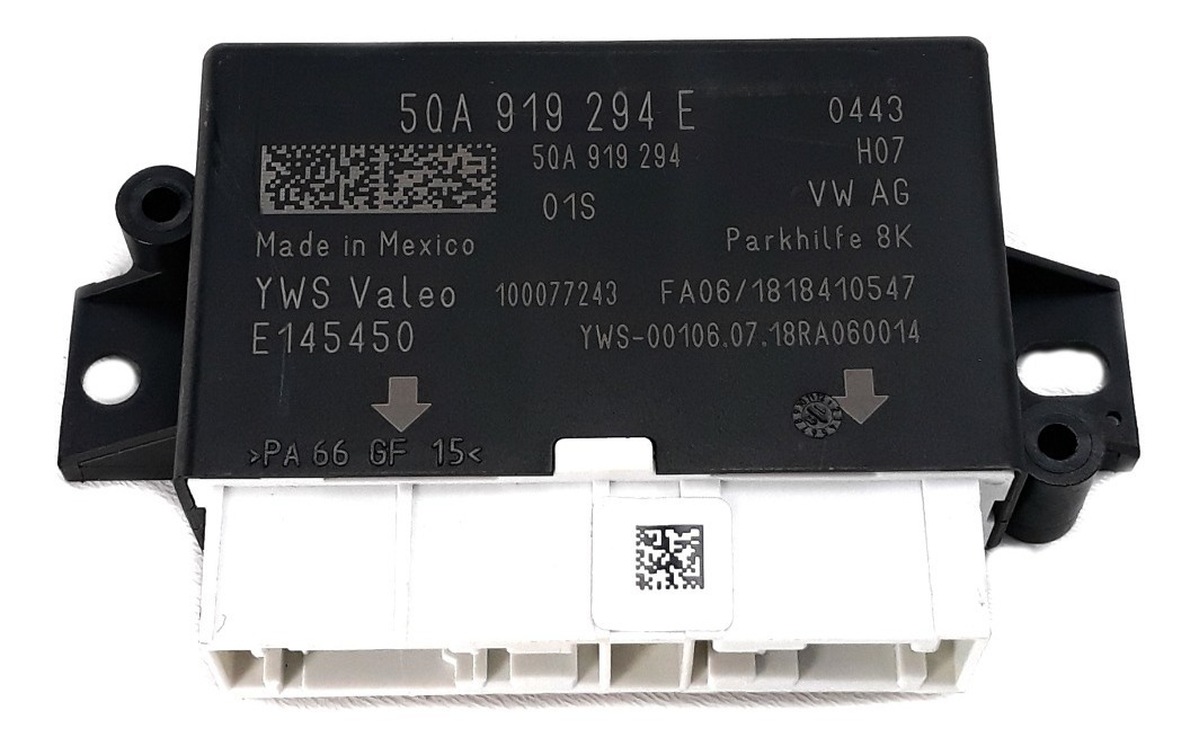 5QA 919 294 E 0443
5QA 919 294 H07
01S VW AG
Made in Mexico Parkhilfe 8K
YWS Valeo 100077243 FA06/1818410547
E145450 YWS-00106.07.18RA060014
>PA 66 GF 15<